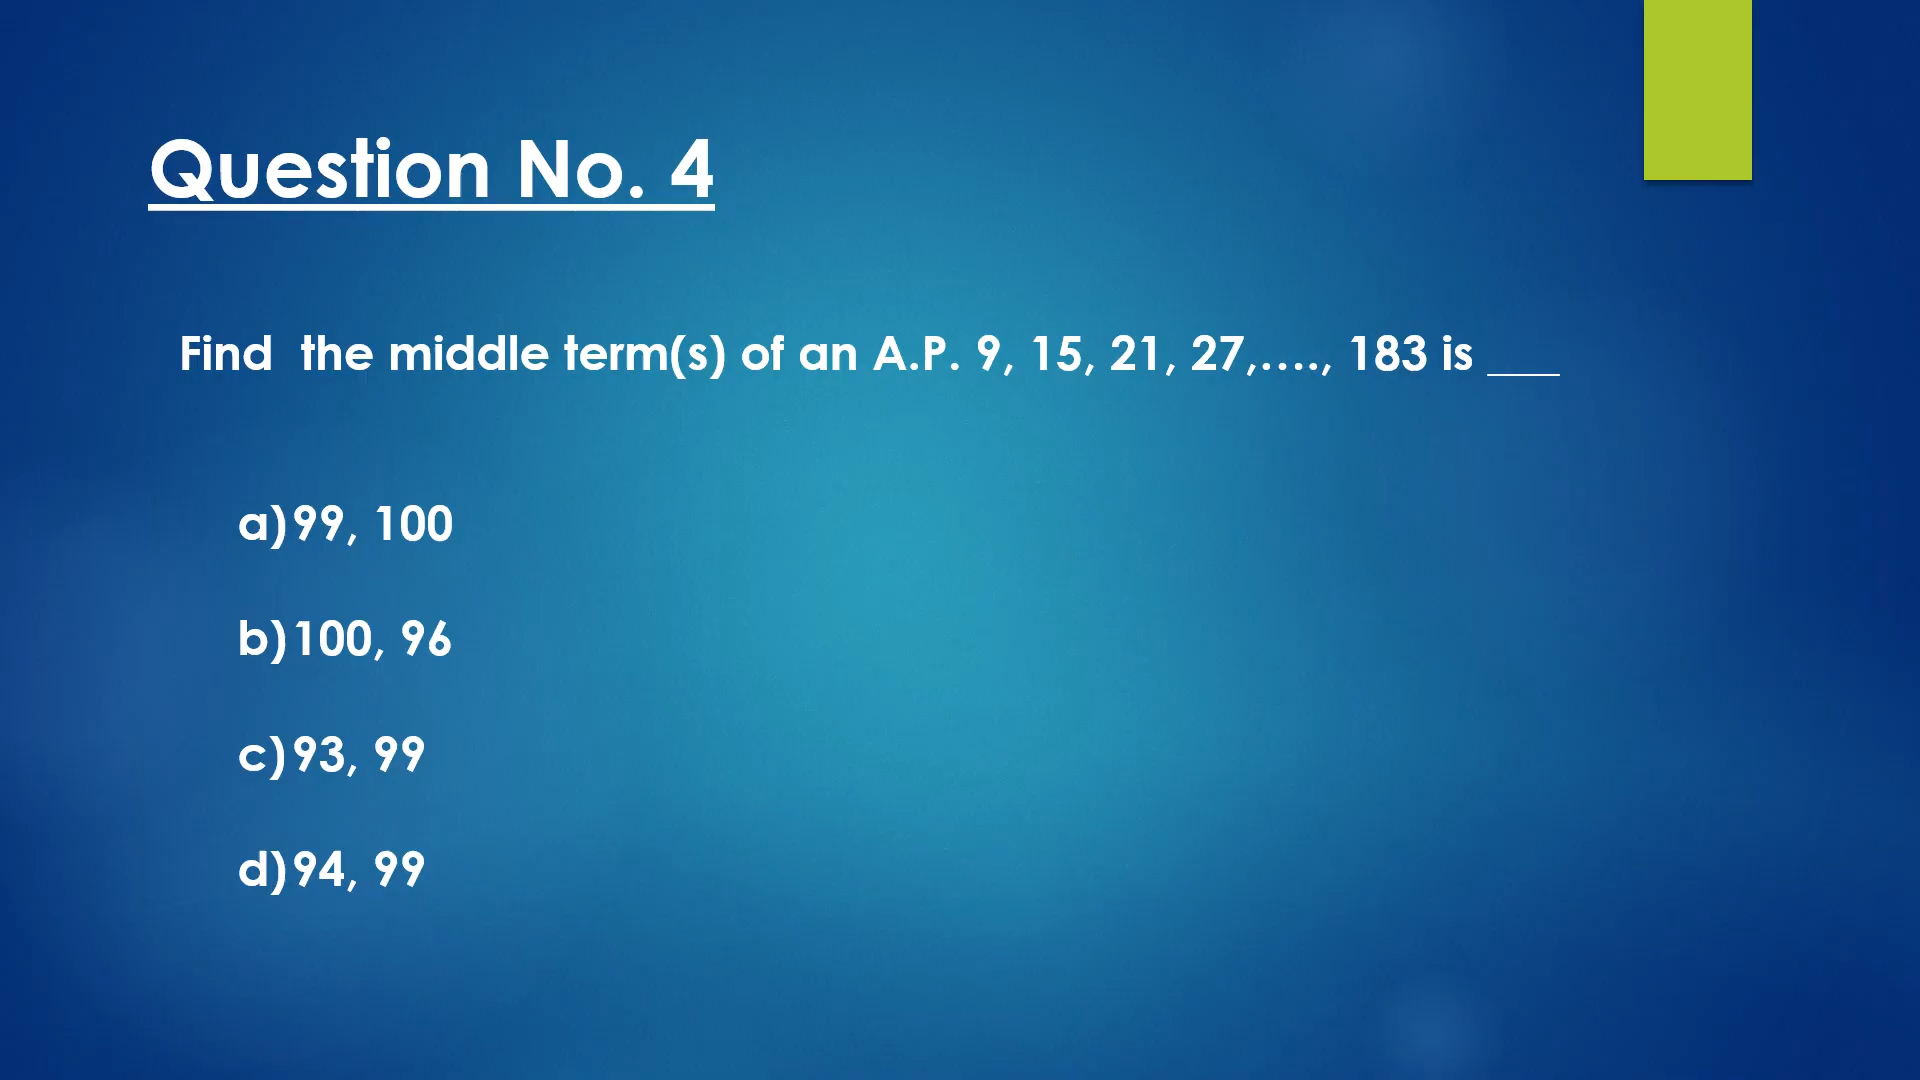 Question No. 4
Find the middle term(s) of an A.P. 9, 15, 21, 27,...., 183 is ___
a) 99, 100
b) 100, 96
c) 93, 99
d) 94, 99